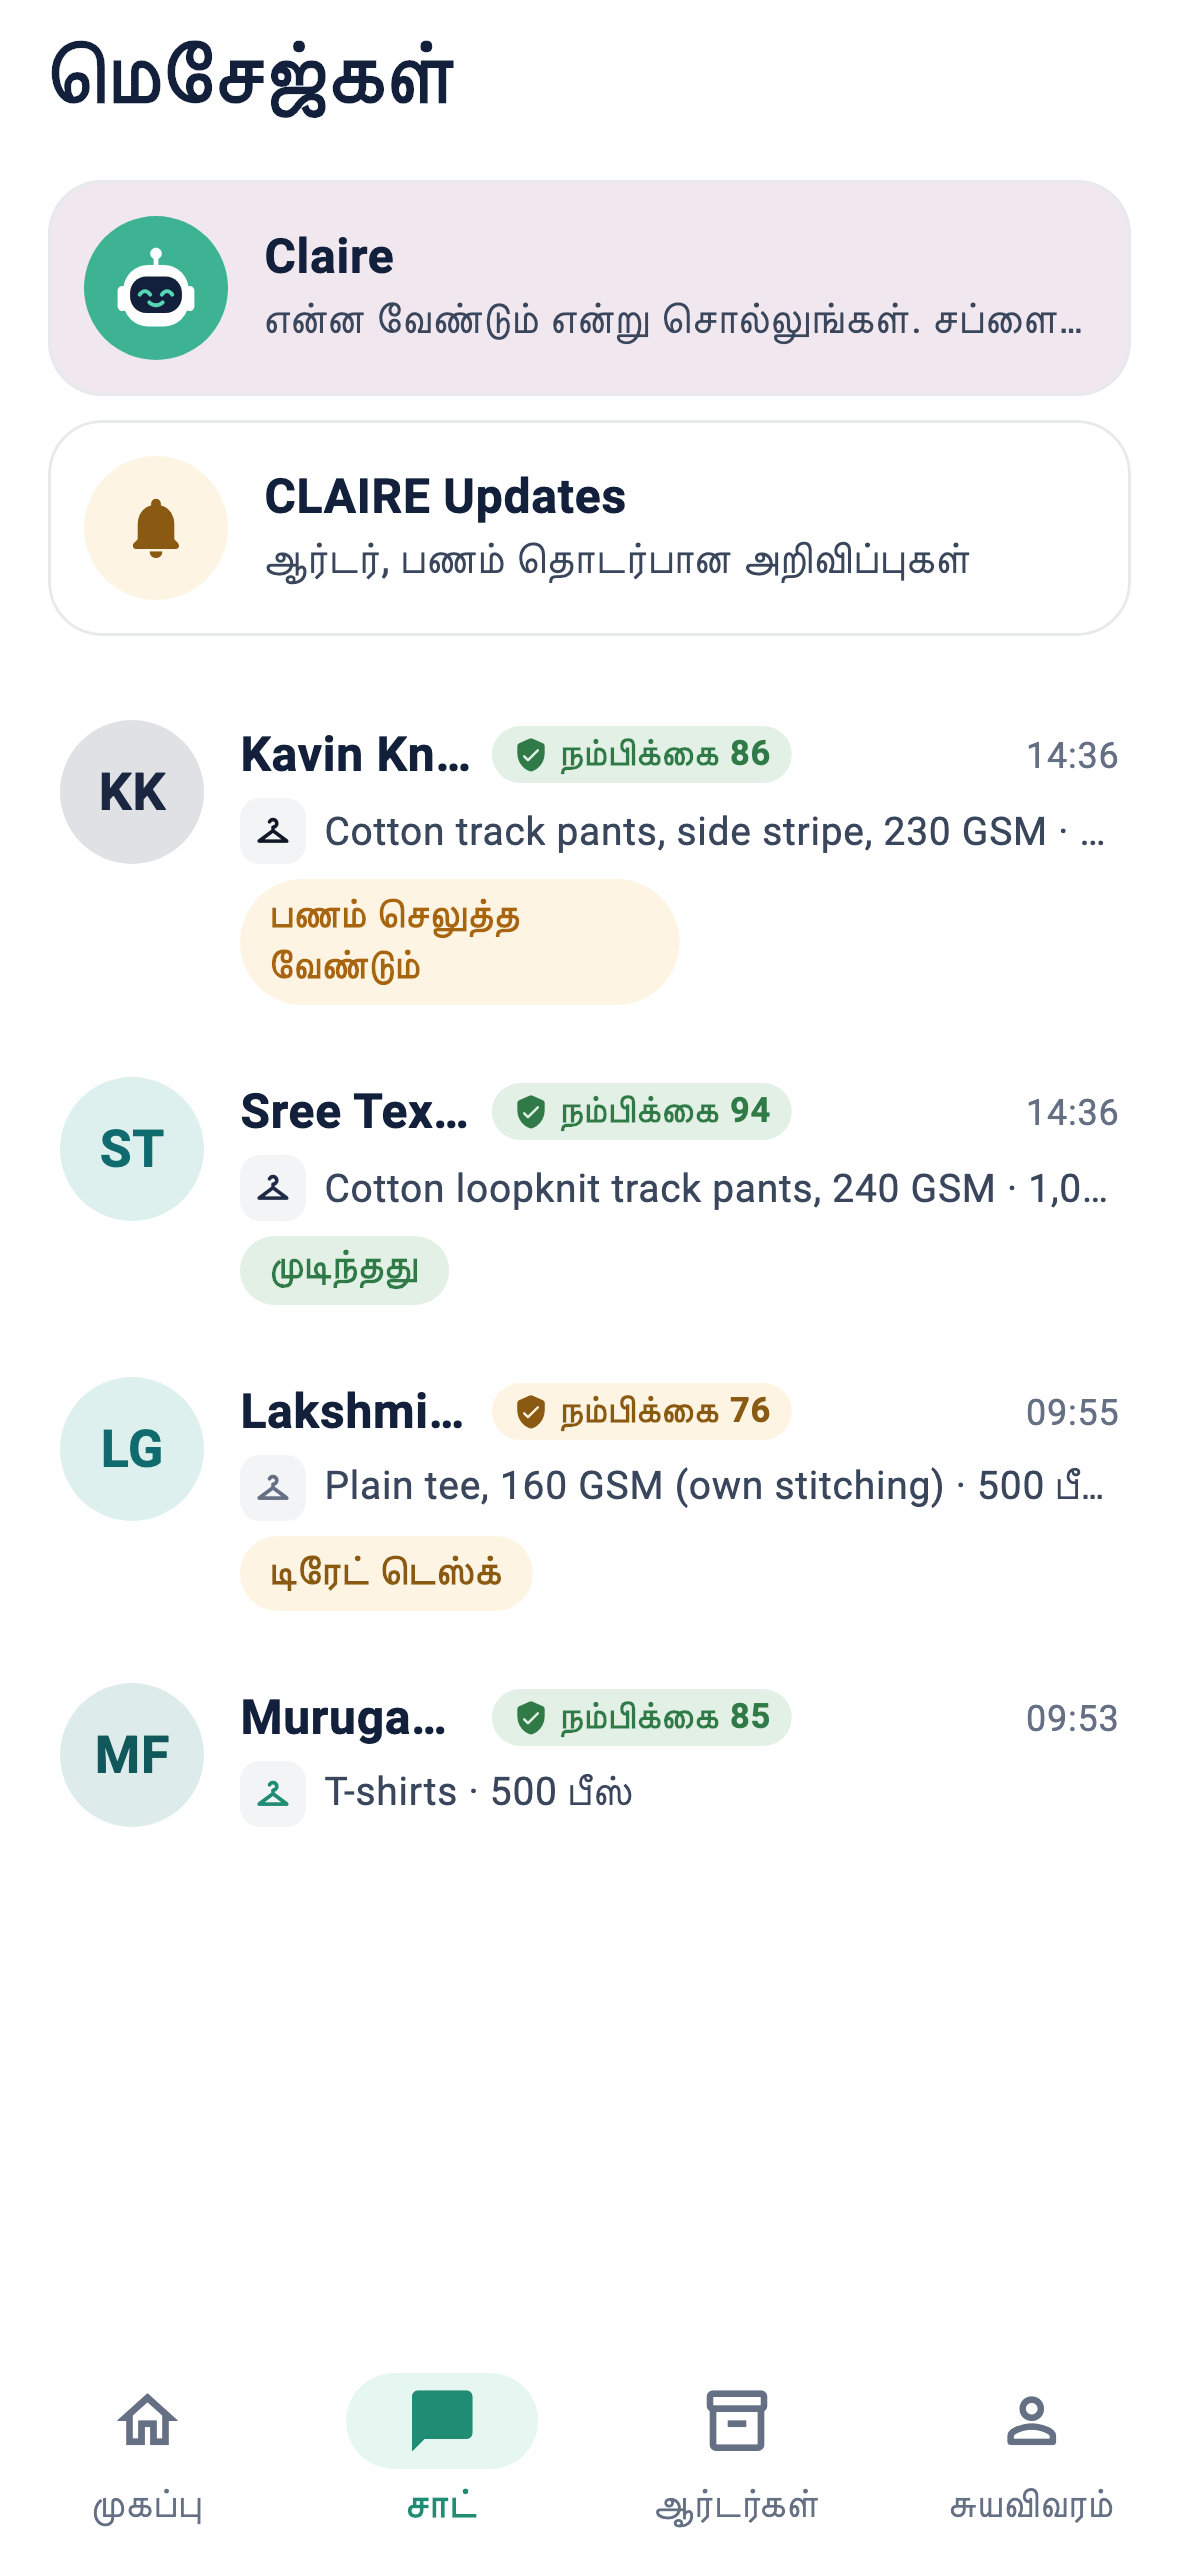 மெசேஜ்கள்
Claire
என்ன வேண்டும் என்று சொல்லுங்கள். சப்ளை...
CLAIRE Updates
ஆர்டர், பணம் தொடர்பான அறிவிப்புகள்
KK
Kavin Kn... நம்பிக்கை 86 14:36
Cotton track pants, side stripe, 230 GSM · ...
பணம் செலுத்த
வேண்டும்
ST
Sree Tex... நம்பிக்கை 94 14:36
Cotton loopknit track pants, 240 GSM · 1,0...
முடிந்தது
LG
Lakshmi... நம்பிக்கை 76 09:55
Plain tee, 160 GSM (own stitching) · 500 பீ...
டிரேட் டெஸ்க்
MF
Muruga... நம்பிக்கை 85 09:53
T-shirts · 500 பீஸ்
முகப்பு சாட் ஆர்டர்கள் சுயவிவரம்